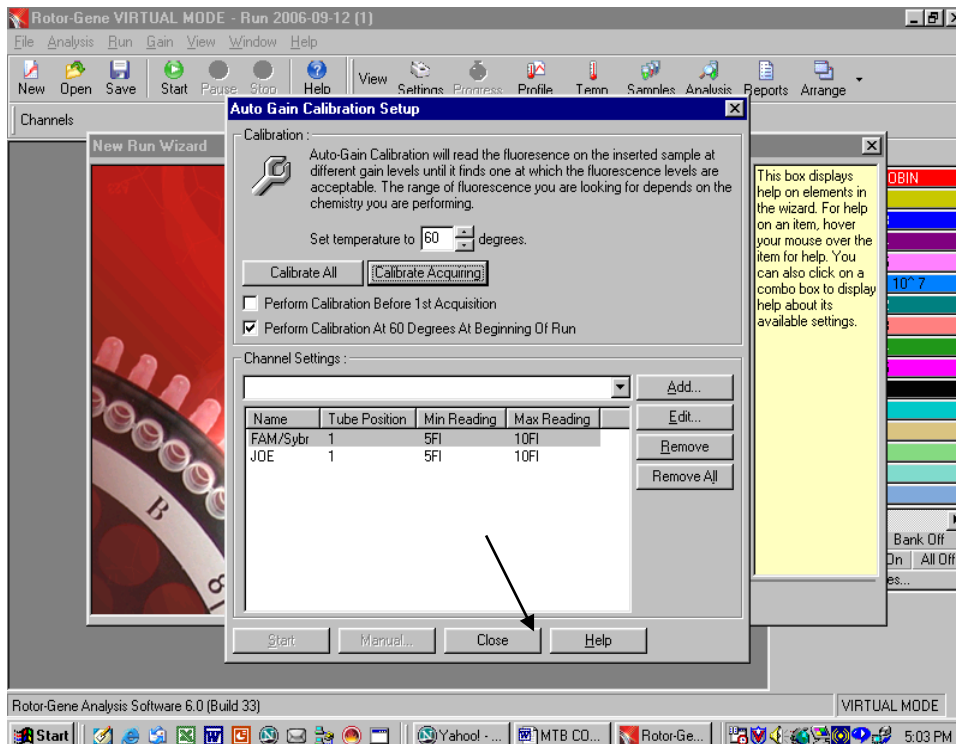 Rotor-Gene VIRTUAL MODE - Run 2006-09-12 (1)
File Analysis Run Gain View Window Help
New Open Save Start Pause Stop Help View Settings Progress Profile Temp Samples Analysis Reports Arrange
Channels
New Run Wizard
Auto Gain Calibration Setup
Calibration :
Auto-Gain Calibration will read the fluoresence on the inserted sample at
different gain levels until it finds one at which the fluorescence levels are
acceptable. The range of fluorescence you are looking for depends on the
chemistry you are performing.
Set temperature to 60 degrees.
Calibrate All Calibrate Acquiring
Perform Calibration Before 1st Acquisition
Perform Calibration At 60 Degrees At Beginning Of Run
Channel Settings :
Add...
Edit...
Remove
Remove All
Name Tube Position Min Reading Max Reading
FAM/Sybr 1 5Fl 10Fl
JOE 1 5Fl 10Fl
Start Manual... Close Help
This box displays
help on elements in
the wizard. For help
on an item, hover
your mouse over the
item for help. You
can also click on a
combo box to display
help about its
available settings.
OBIN
10^7
Bank Off
On All Off
es...
B
8
Rotor-Gene Analysis Software 6.0 (Build 33) VIRTUAL MODE
Start Yahoo! - ... MTB CO... Rotor-Ge... 5:03 PM